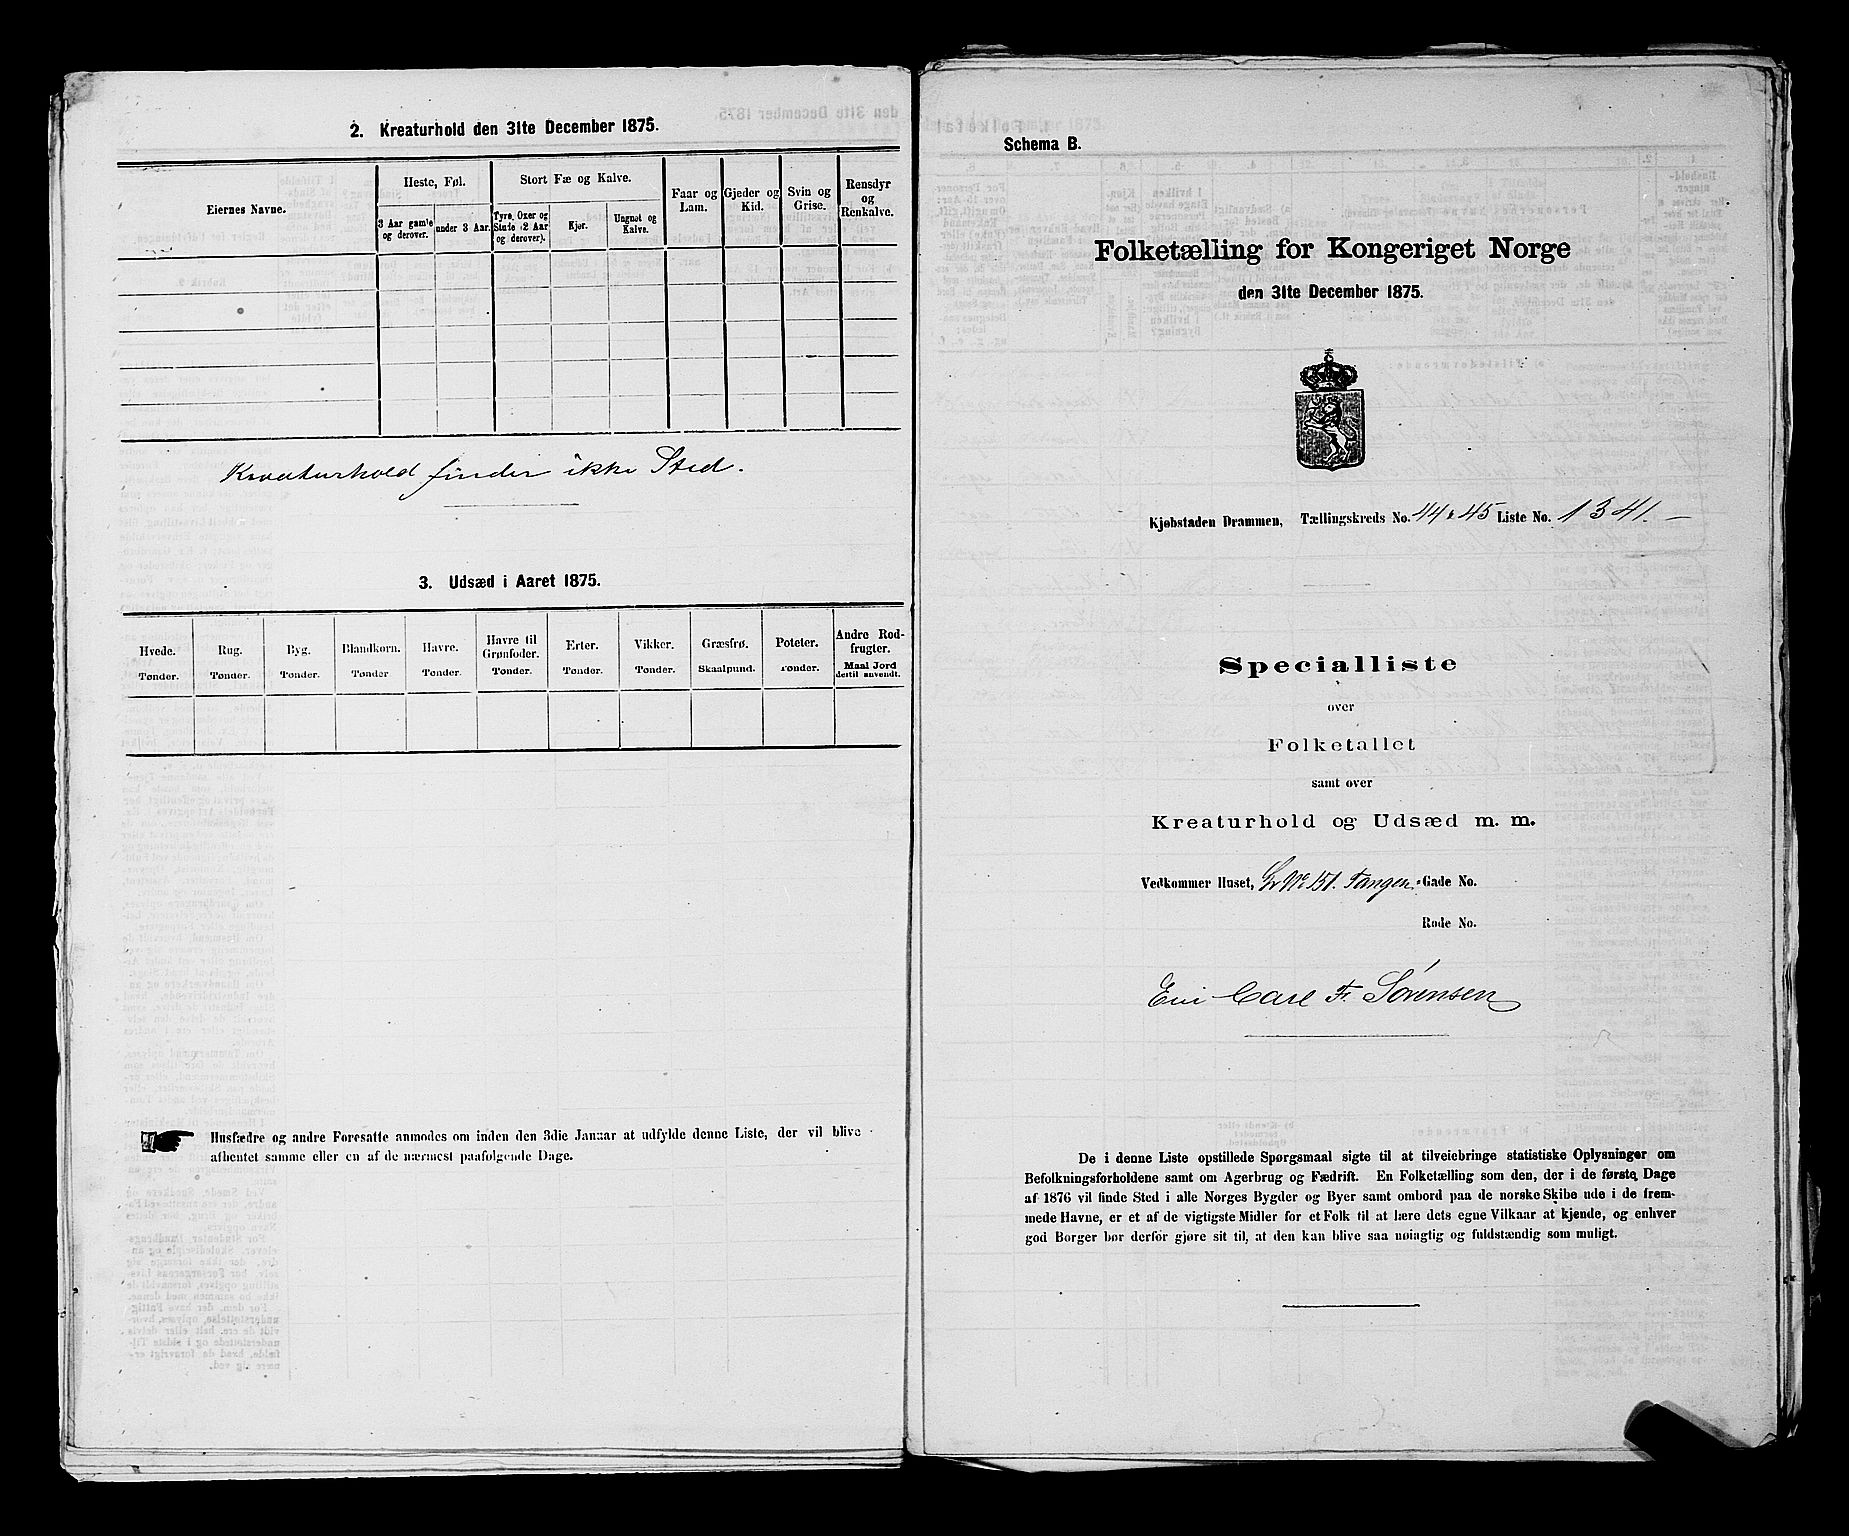 2. Kreaturhold den 31te December 1875.
Eiernes Navne.
Heste, Føl.
3 Aar gamle og derover.
under 3 Aar.
Stort Fæ og Kalve.
Tyre, Oxer og Stude (2 Aar og derover).
Kjør.
Ungnøt og Kalve.
Faar og Lam.
Gjeder og Kid.
Svin og Grise.
Rensdyr og Renkalve.
Kreaturhold finder ikke Sted.
3. Udsæd i Aaret 1875.
Hvede. Tønder.
Rug. Tønder.
Byg. Tønder.
Blandkorn. Tønder
Havre. Tønder.
Havre til Grønfoder. Tønder.
Erter. Tønder.
Vikker. Tønder.
Græsfrø. Skaalpund.
Poteter. Tønder.
Andre Rodfrugter. Maal Jord dertil anvendt.
Husfædre og andre Foresatte anmodes om inden den 3die Januar at udfylde denne Liste, der vil blive
afhentet samme eller en af de nærmest paafølgende Dage.
Schema B.
Folketælling for Kongeriget Norge
den 31te December 1875.
Kjøbstaden Drammen, Tællingskreds No. 44 & 45 Liste No. 1341.
Specialliste
over
Folketallet
samt over
Kreaturhold og Udsæd m. m.
Vedkommer Huset, Gr No 151. Tangen - Gade No.
Rode No.
Eier Carl Fr. Sörensen
De i denne Liste opstillede Spørgsmaal sigte til at tilveiebringe statistiske Oplysninger om
Befolkningsforholdene samt om Agerbrug og Fædrift. En Folketælling som den, der i de første Dage
af 1876 vil finde Sted i alle Norges Bygder og Byer samt ombord paa de norske Skibe ude i de frem-
mede Havne, er et af de vigtigste Midler for et Folk til at lære dets egne Vilkaar at kjende, og enhver
god Borger bør derfor gjøre sit til, at den kan blive saa nøiagtig og fuldstændig som muligt.